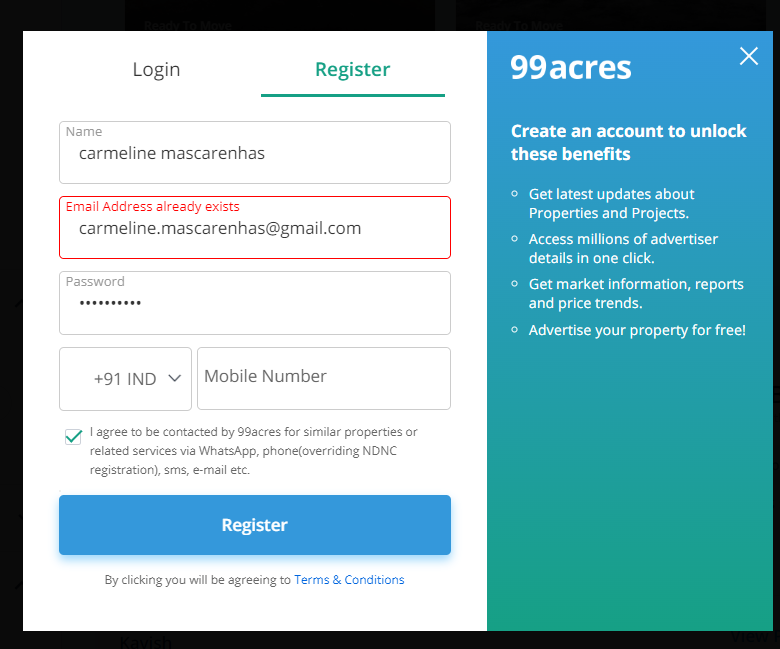 Ready To Move
Ready To Move
Login
Register
99acres
Name
carmeline mascarenhas
Email Address already exists
carmeline.mascarenhas@gmail.com
Password
••••••••••
+91 IND
Mobile Number
I agree to be contacted by 99acres for similar properties or
related services via WhatsApp, phone(overriding NDNC
registration), sms, e-mail etc.
Register
By clicking you will be agreeing to Terms & Conditions
Create an account to unlock
these benefits
Get latest updates about
Properties and Projects.
Access millions of advertiser
details in one click.
Get market information, reports
and price trends.
Advertise your property for free!
Kavish
View